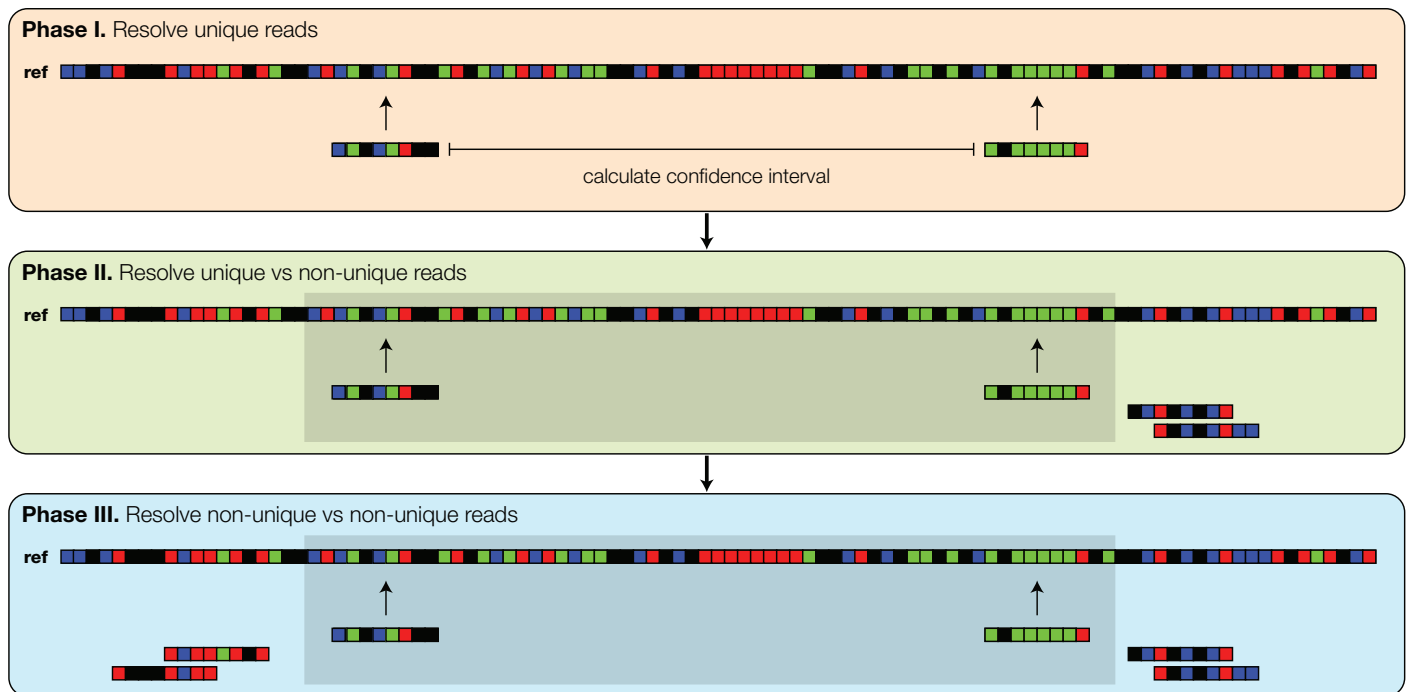 Phase I. Resolve unique reads
ref
calculate confidence interval
Phase II. Resolve unique vs non-unique reads
ref
Phase III. Resolve non-unique vs non-unique reads
ref